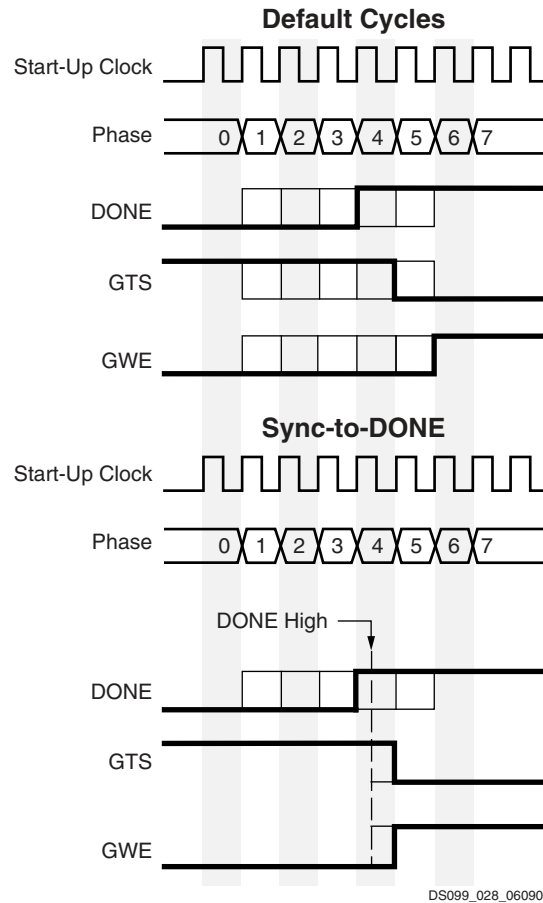 Default Cycles
Start-Up Clock
Phase
0 1 2 3 4 5 6 7
DONE
GTS
GWE
Sync-to-DONE
Start-Up Clock
Phase
0 1 2 3 4 5 6 7
DONE High
DONE
GTS
GWE
DS099_028_06090